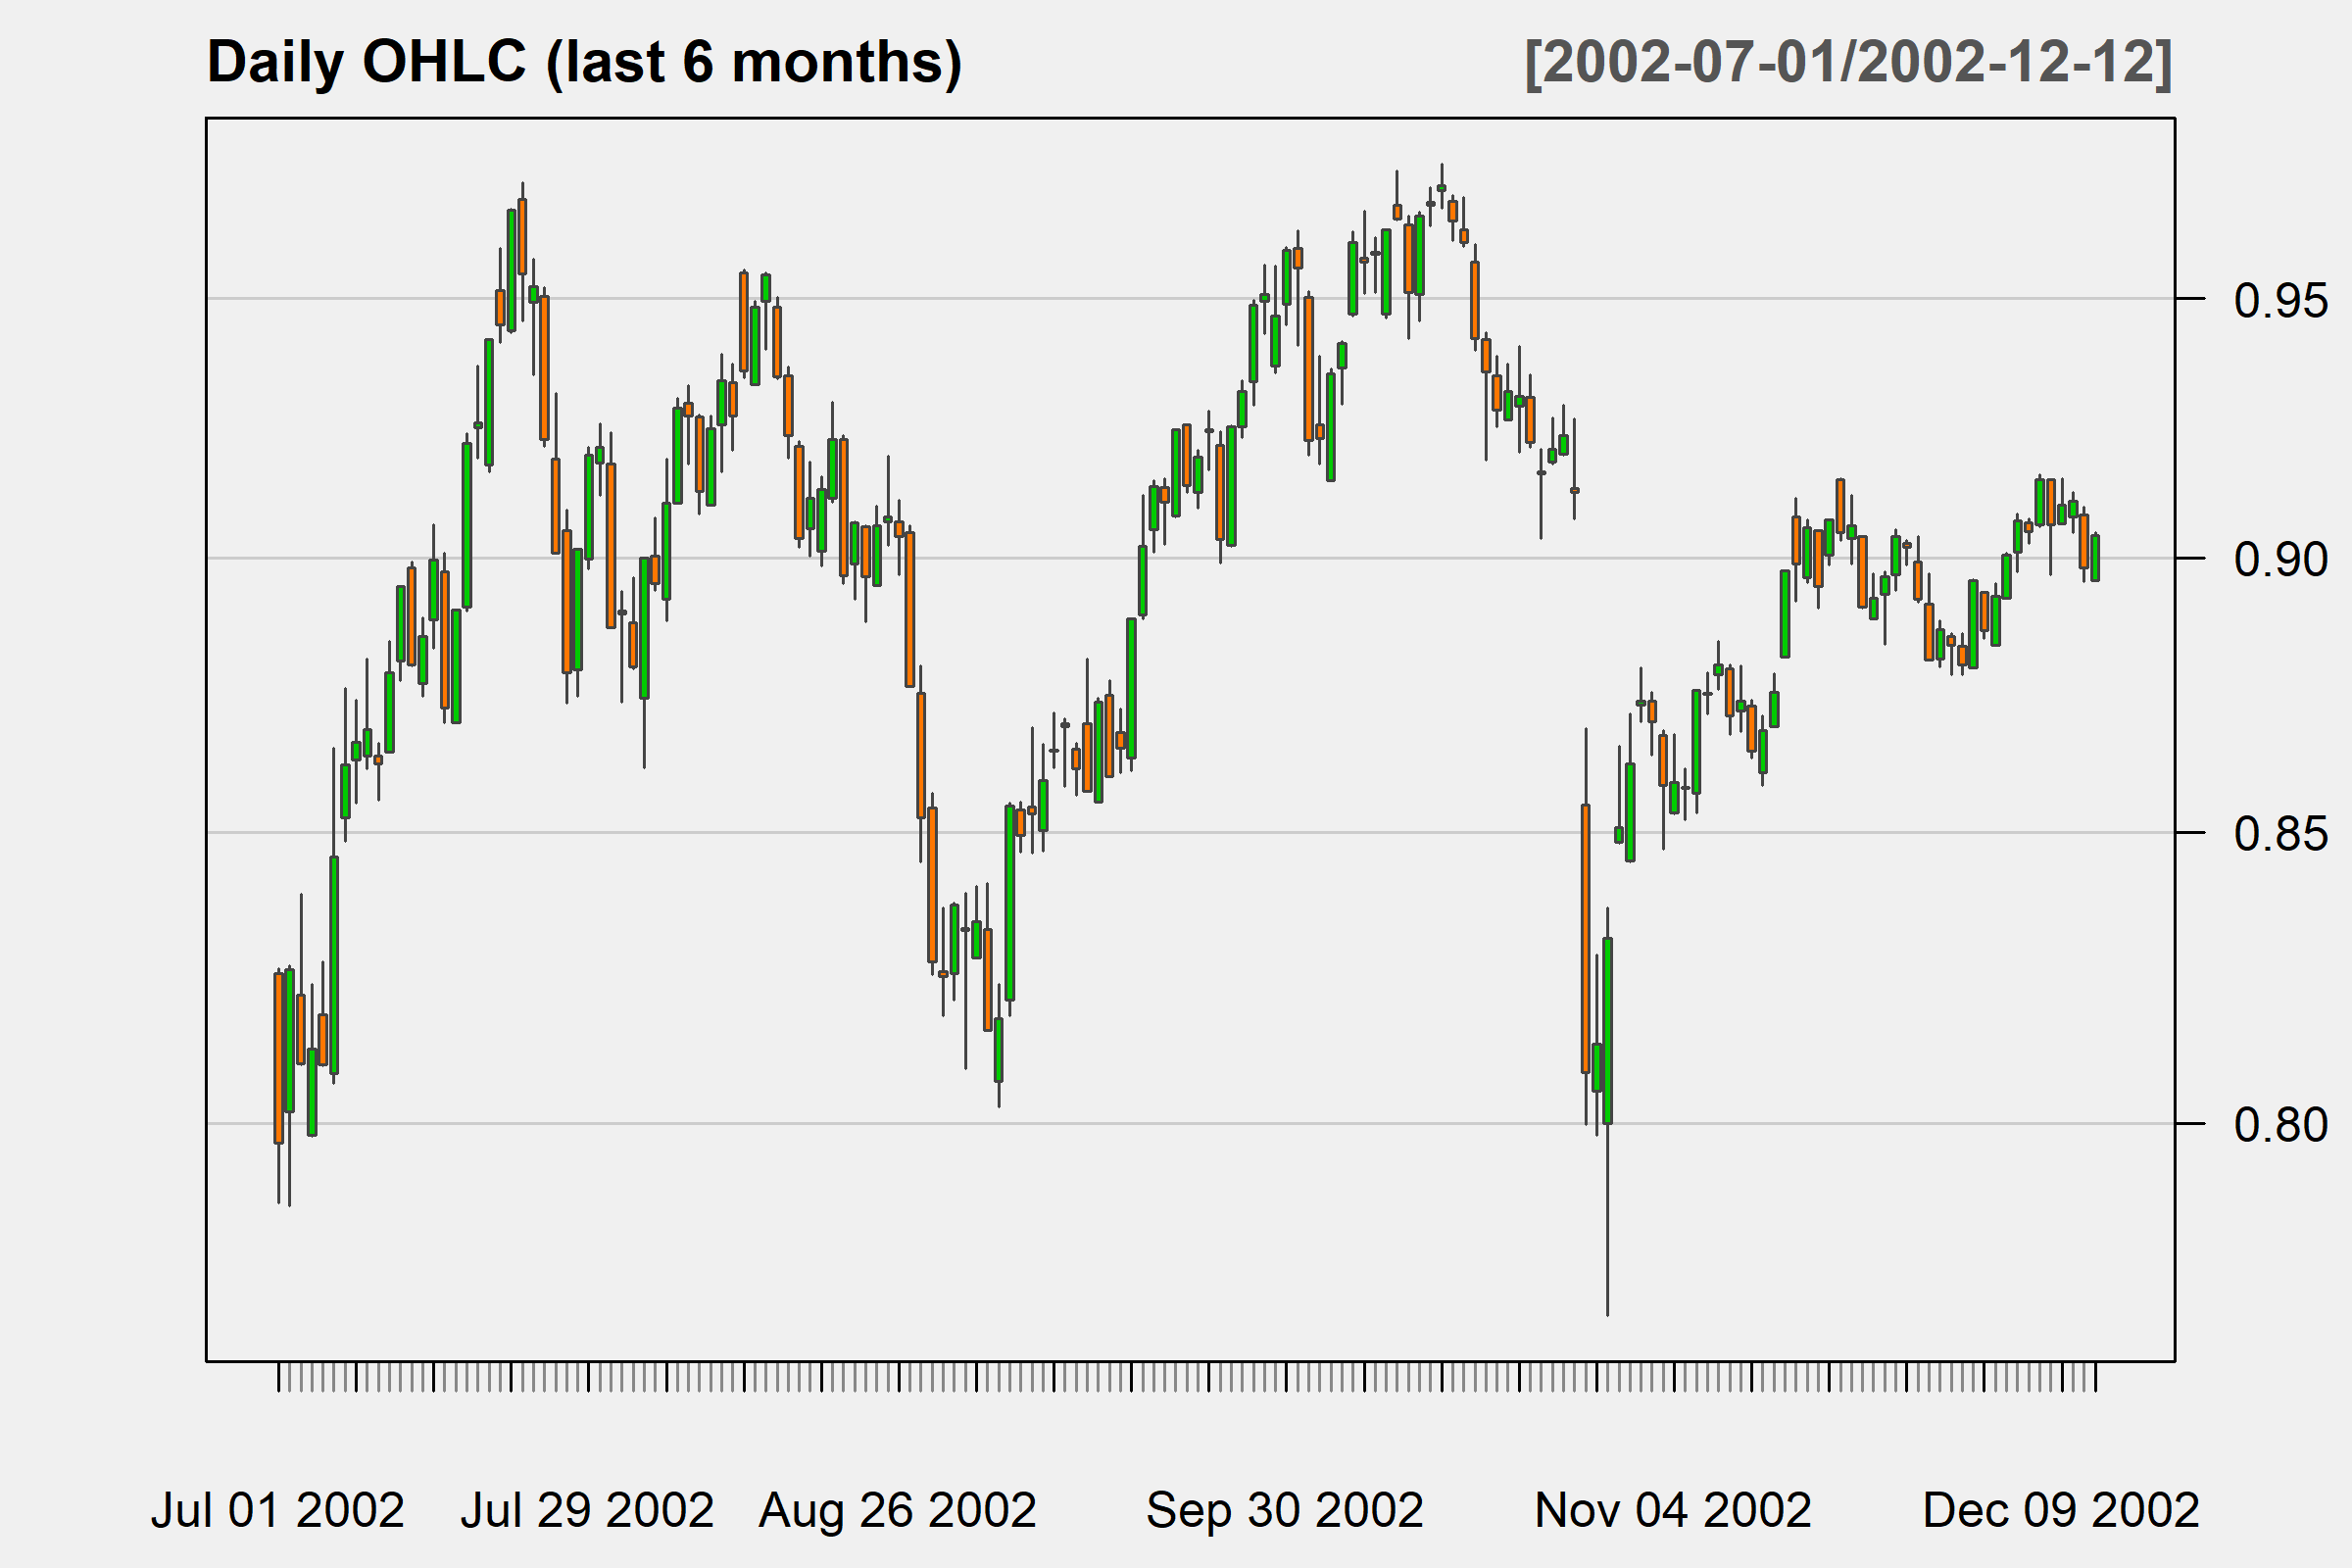 Daily OHLC (last 6 months)
[2002-07-01/2002-12-12]
0.95
0.90
0.85
0.80
Jul 01 2002
Jul 29 2002
Aug 26 2002
Sep 30 2002
Nov 04 2002
Dec 09 2002